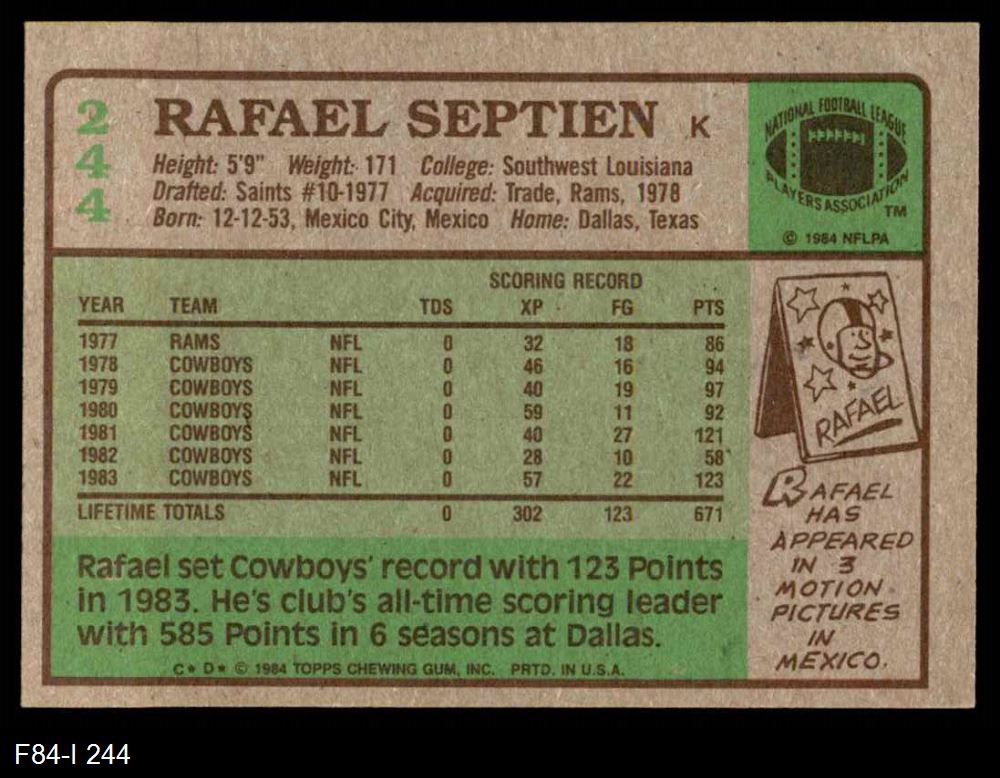 244
RAFAEL SEPTIEN K
Height: 5'9" Weight: 171 College: Southwest Louisiana
Drafted: Saints #10-1977 Acquired: Trade, Rams, 1978
Born: 12-12-53, Mexico City, Mexico Home: Dallas, Texas
NATIONAL FOOTBALL LEAGUE
PLAYERS ASSOCIATION
TM
© 1984 NFLPA
SCORING RECORD
YEAR TEAM TDS XP FG PTS
1977 RAMS NFL 0 32 18 86
1978 COWBOYS NFL 0 46 16 94
1979 COWBOYS NFL 0 40 19 97
1980 COWBOYS NFL 0 59 11 92
1981 COWBOYS NFL 0 40 27 121
1982 COWBOYS NFL 0 28 10 58
1983 COWBOYS NFL 0 57 22 123
LIFETIME TOTALS 0 302 123 671
Rafael set Cowboys' record with 123 Points
in 1983. He's club's all-time scoring leader
with 585 Points in 6 seasons at Dallas.
C* D* © 1984 TOPPS CHEWING GUM, INC. PRTD. IN U.S.A.
RAFAEL
RAFAEL
HAS
APPEARED
IN 3
MOTION
PICTURES
IN
MEXICO.
F84-I 244